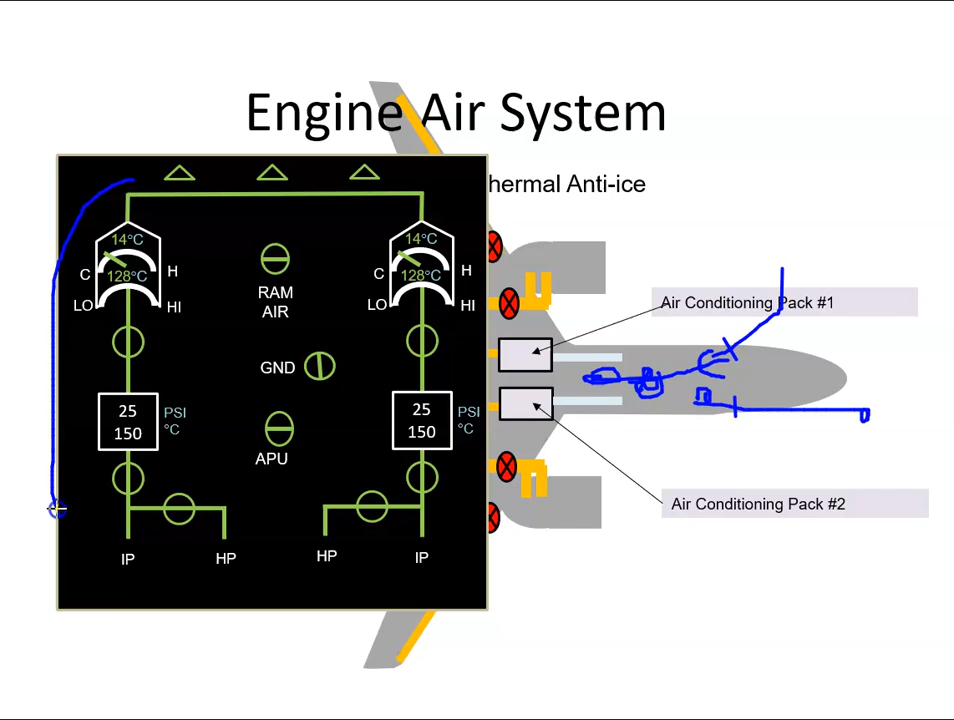 Engine Air System
hermal Anti-ice
14°C
14°C
C
128°C
H
C
128°C
H
LO
HI
LO
HI
RAM
AIR
Air Conditioning Pack #1
GND
25
150
PSI
°C
25
150
PSI
°C
APU
Air Conditioning Pack #2
IP
HP
HP
IP